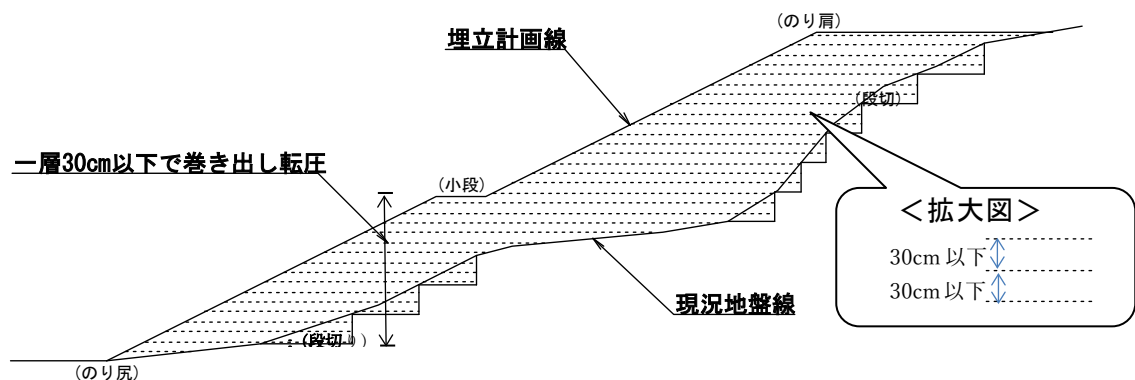 (のり肩)
埋立計画線
(段切)
一層30cm以下で巻き出し転圧
(小段)
<拡大図>
30cm 以下
30cm 以下
現況地盤線
(段切り)
(のり尻)